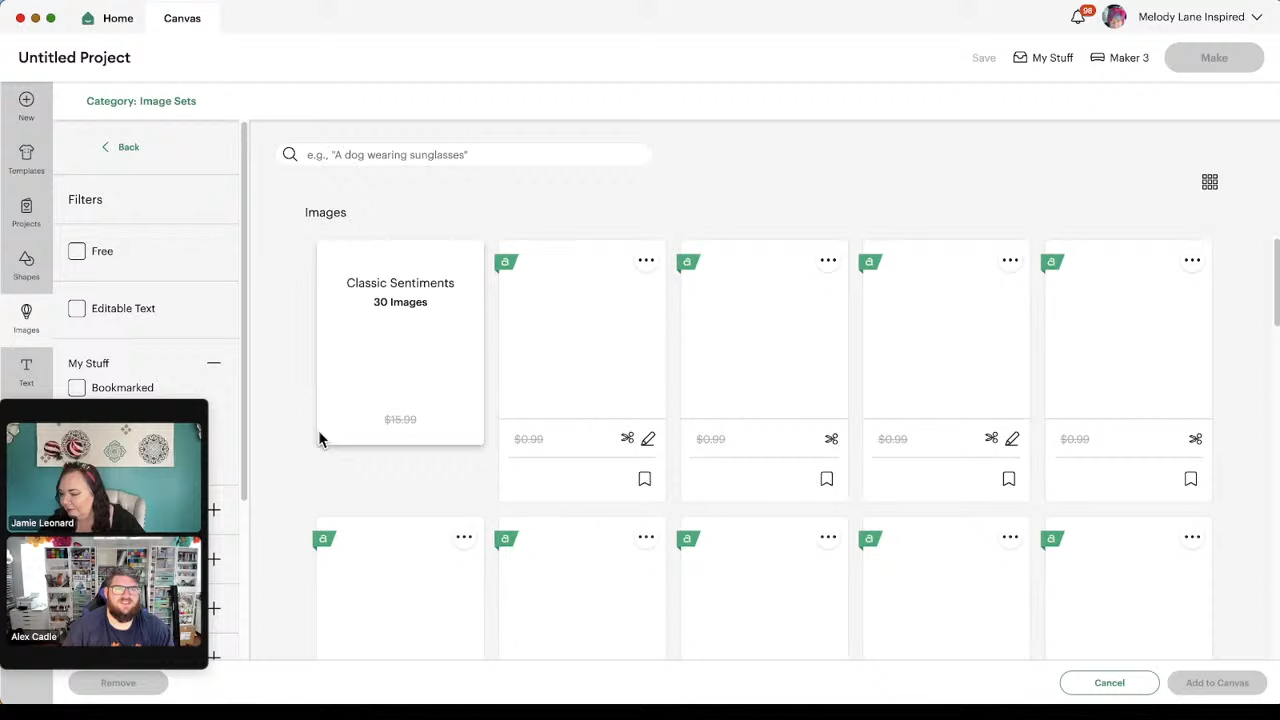 Home
Canvas
98
Melody Lane Inspired
Untitled Project
Save
My Stuff
Maker 3
Make
Category: Image Sets
New
Templates
Projects
Shapes
Images
Text
Back
Filters
Free
Editable Text
My Stuff
Bookmarked
e.g., "A dog wearing sunglasses"
Images
Classic Sentiments
30 Images
$15.99
a
$0.99
a
$0.99
a
$0.99
a
$0.99
a
a
a
a
a
Jamie Leonard
Alex Cadle
Remove
Cancel
Add to Canvas